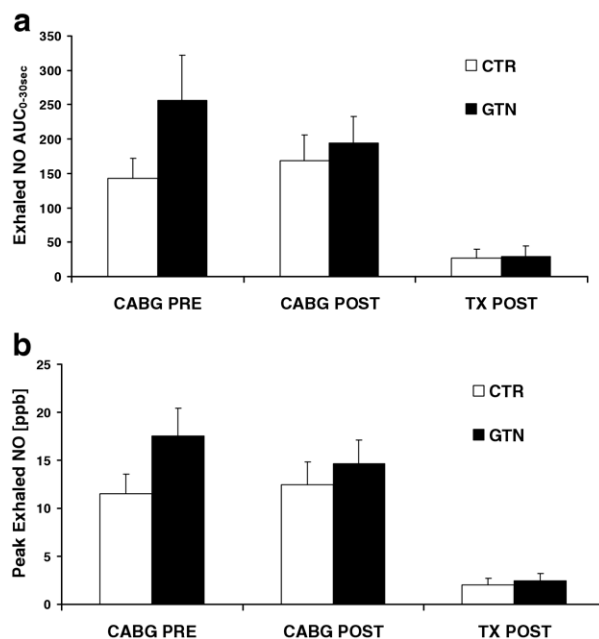 a
Exhaled NO AUC0-30sec
350
300
250
200
150
100
50
0
CTR
GTN
CABG PRE CABG POST TX POST
b
Peak Exhaled NO [ppb]
25
20
15
10
5
0
CTR
GTN
CABG PRE CABG POST TX POST